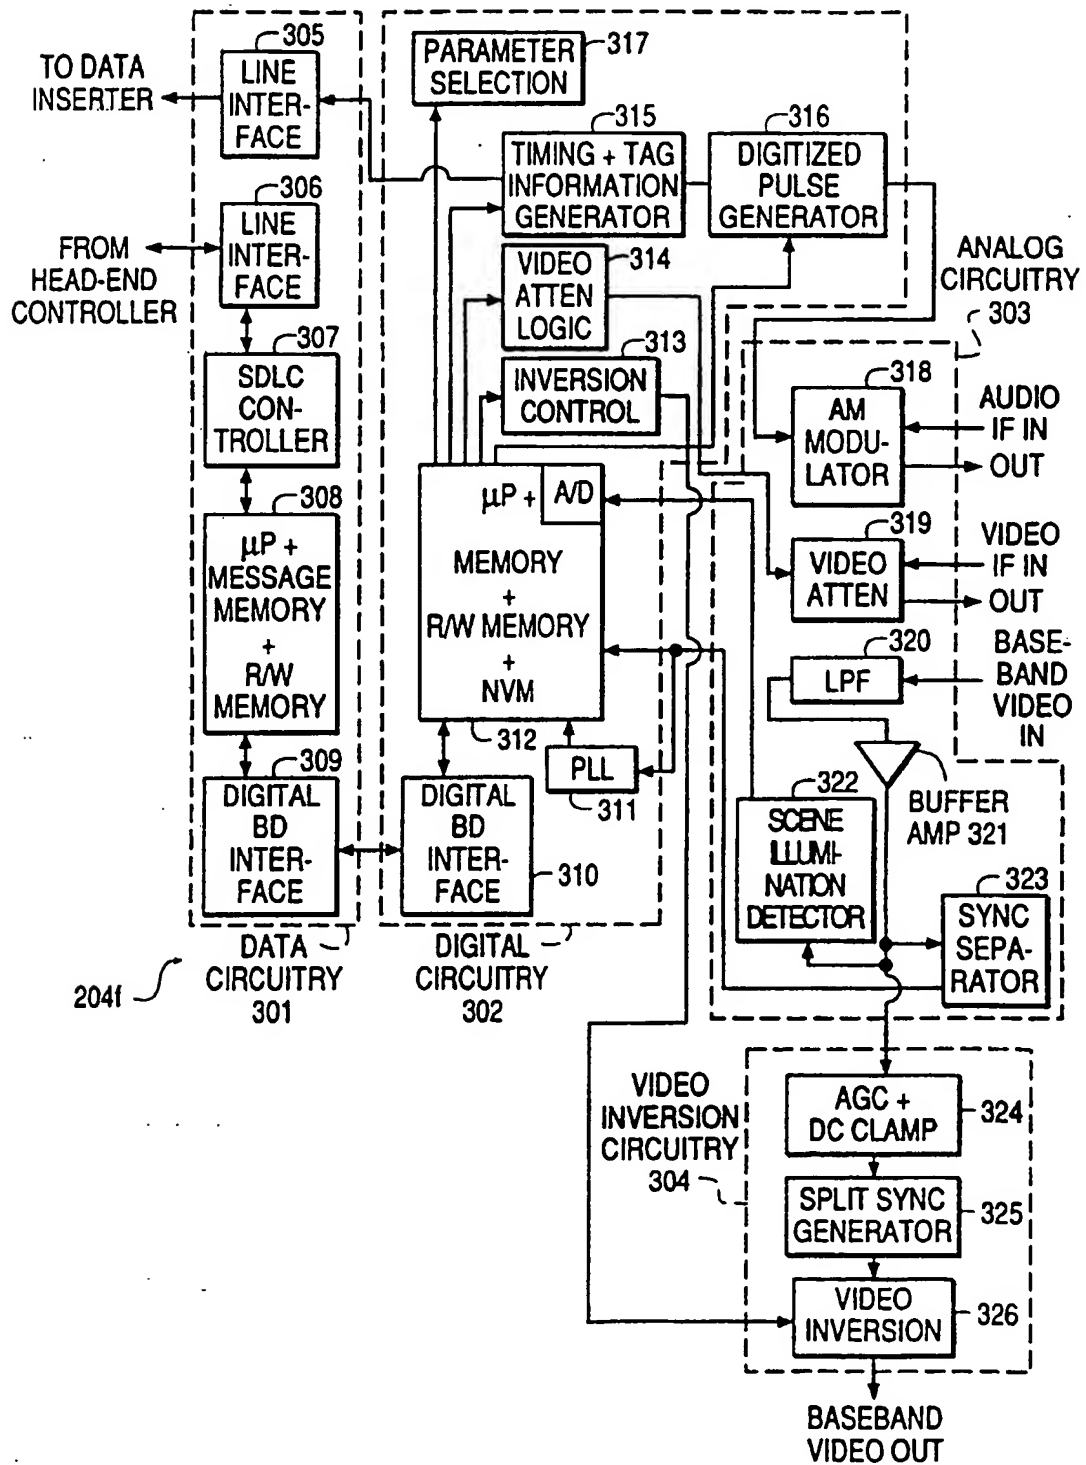 305
TO DATA
INSERTER
LINE
INTER-
FACE
306
FROM
HEAD-END
CONTROLLER
LINE
INTER-
FACE
307
SDLC
CON-
TROLLER
308
μP +
MESSAGE
MEMORY
+
R/W
MEMORY
309
DIGITAL
BD
INTER-
FACE
DATA
CIRCUITRY
301
204f
PARAMETER
SELECTION
317
315
TIMING + TAG
INFORMATION
GENERATOR
316
DIGITIZED
PULSE
GENERATOR
VIDEO
ATTEN
LOGIC
314
313
INVERSION
CONTROL
μP +
A/D
MEMORY
+
R/W MEMORY
+
NVM
312
PLL
311
DIGITAL
BD
INTER-
FACE
310
DIGITAL
CIRCUITRY
302
ANALOG
CIRCUITRY
303
318
AM
MODU-
LATOR
AUDIO
IF IN
OUT
319
VIDEO
ATTEN
VIDEO
IF IN
OUT
320
LPF
BASE-
BAND
VIDEO
IN
BUFFER
AMP 321
322
SCENE
ILLUMI-
NATION
DETECTOR
323
SYNC
SEPA-
RATOR
VIDEO
INVERSION
CIRCUITRY
304
AGC +
DC CLAMP
324
SPLIT SYNC
GENERATOR
325
VIDEO
INVERSION
326
BASEBAND
VIDEO OUT